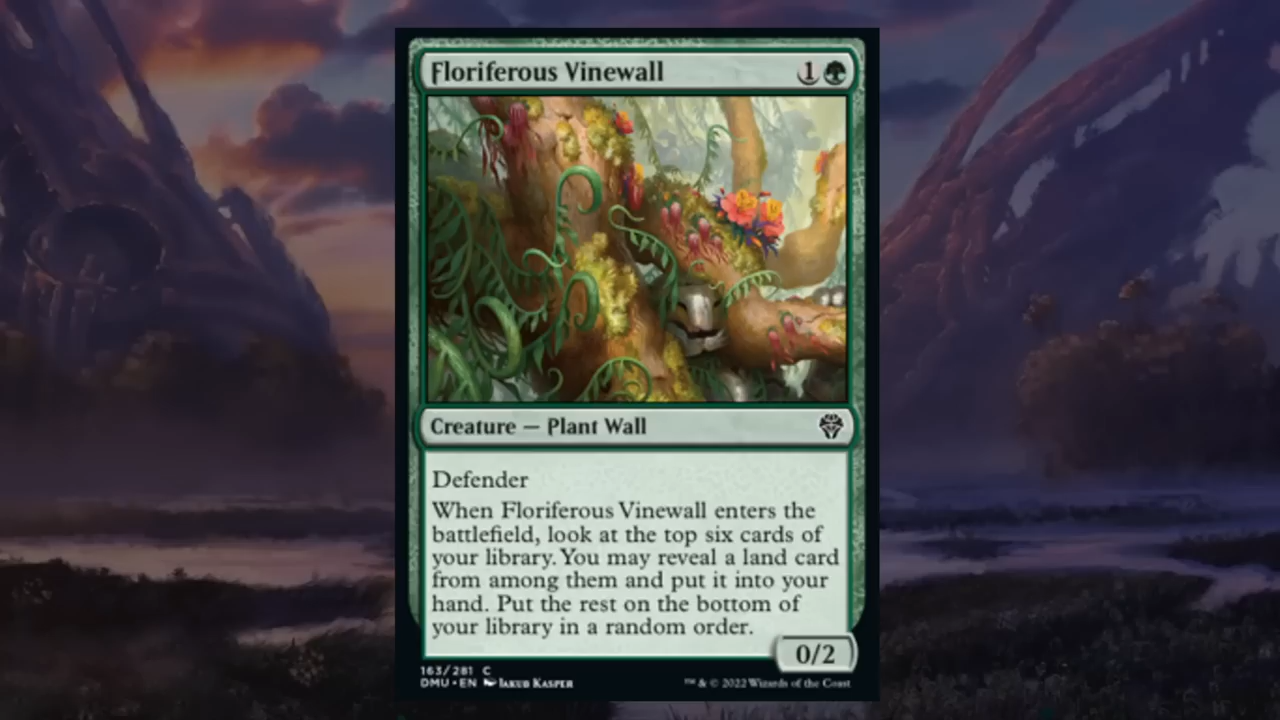 Floriferous Vinewall 1
Creature — Plant Wall
Defender
When Floriferous Vinewall enters the
battlefield, look at the top six cards of
your library. You may reveal a land card
from among them and put it into your
hand. Put the rest on the bottom of
your library in a random order.
0/2
163/281 C
DMU • EN Jakub Kasper
™ & © 2022 Wizards of the Coast